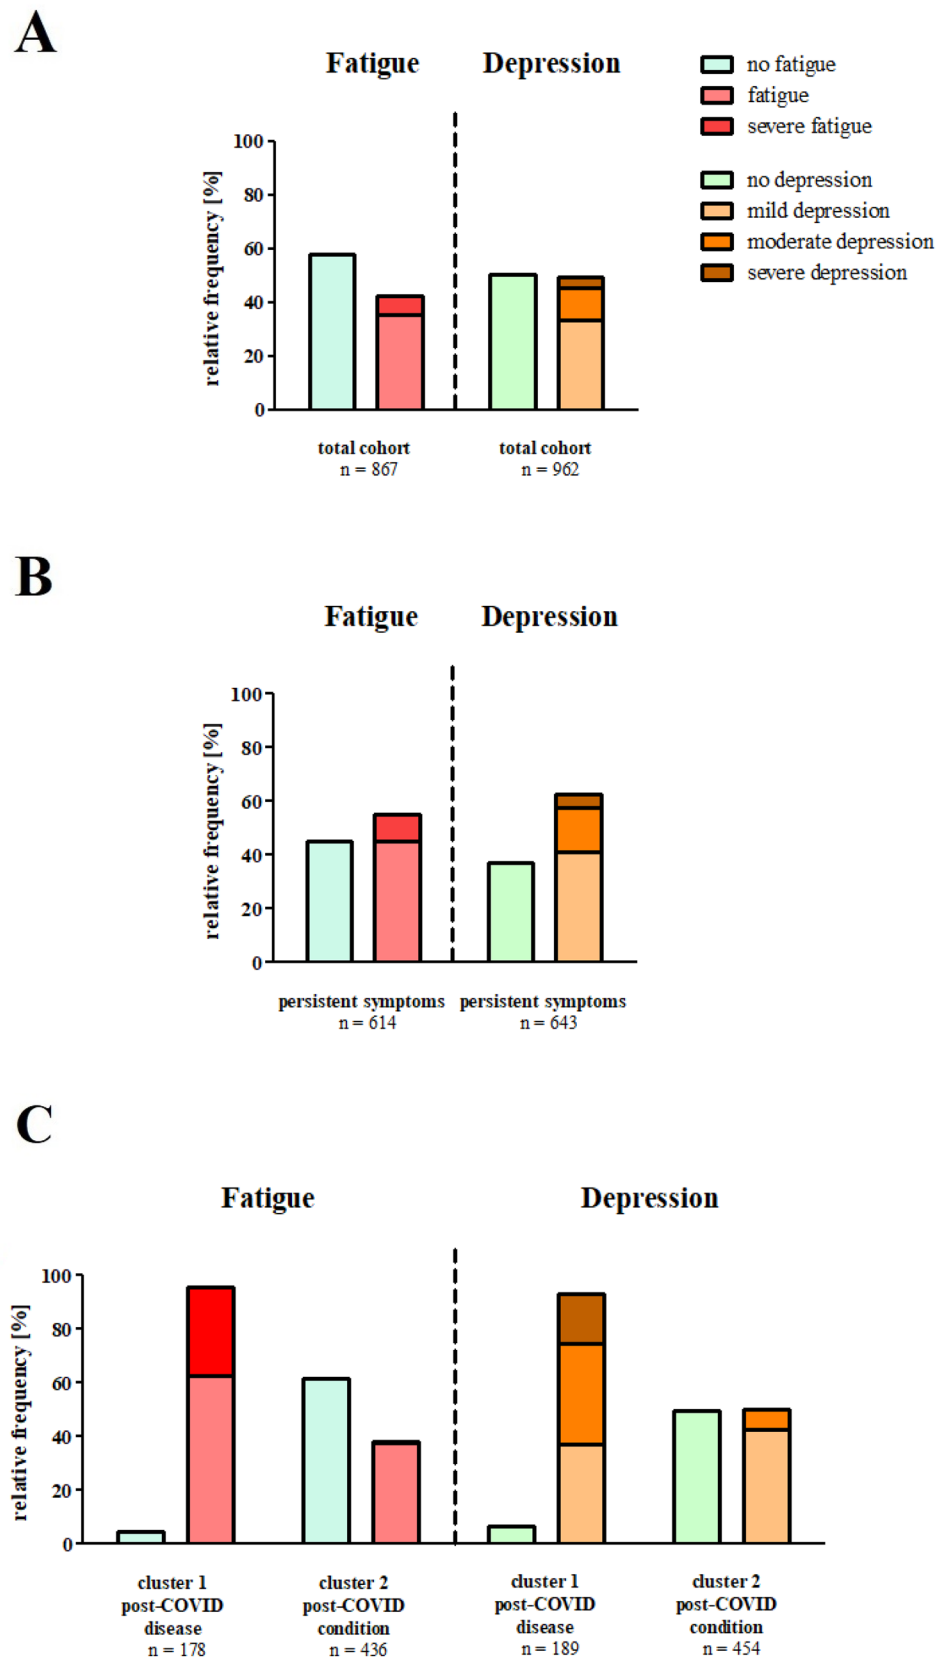 A
Fatigue
Depression
no fatigue
fatigue
severe fatigue
no depression
mild depression
moderate depression
severe depression
relative frequency [%]
100
80
60
40
20
0
total cohort
n = 867
total cohort
n = 962
B
Fatigue
Depression
relative frequency [%]
100
80
60
40
20
0
persistent symptoms
n = 614
persistent symptoms
n = 643
C
Fatigue
Depression
relative frequency [%]
100
80
60
40
20
0
cluster 1
post-COVID
disease
n = 178
cluster 2
post-COVID
condition
n = 436
cluster 1
post-COVID
disease
n = 189
cluster 2
post-COVID
condition
n = 454